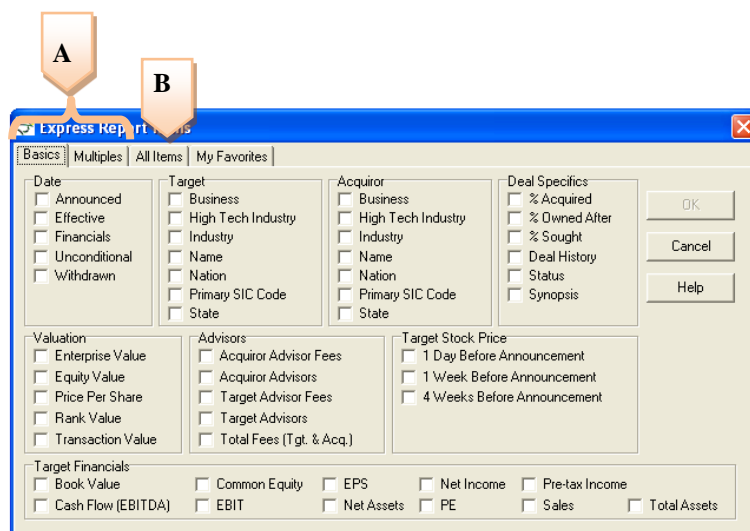 A
B
Express Report Items
Basics Multiples All Items My Favorites
Date Target Acquiror Deal Specifics
Announced Business Business % Acquired
Effective High Tech Industry High Tech Industry % Owned After OK
Financials Industry Industry % Sought
Unconditional Name Name Deal History Cancel
Withdrawn Nation Nation Status
Primary SIC Code Primary SIC Code Synopsis Help
State State
Valuation Advisors Target Stock Price
Enterprise Value Acquiror Advisor Fees 1 Day Before Announcement
Equity Value Acquiror Advisors 1 Week Before Announcement
Price Per Share Target Advisor Fees 4 Weeks Before Announcement
Rank Value Target Advisors
Transaction Value Total Fees (Tgt. & Acq.)
Target Financials
Book Value Common Equity EPS Net Income Pre-tax Income
Cash Flow (EBITDA) EBIT Net Assets PE Sales Total Assets